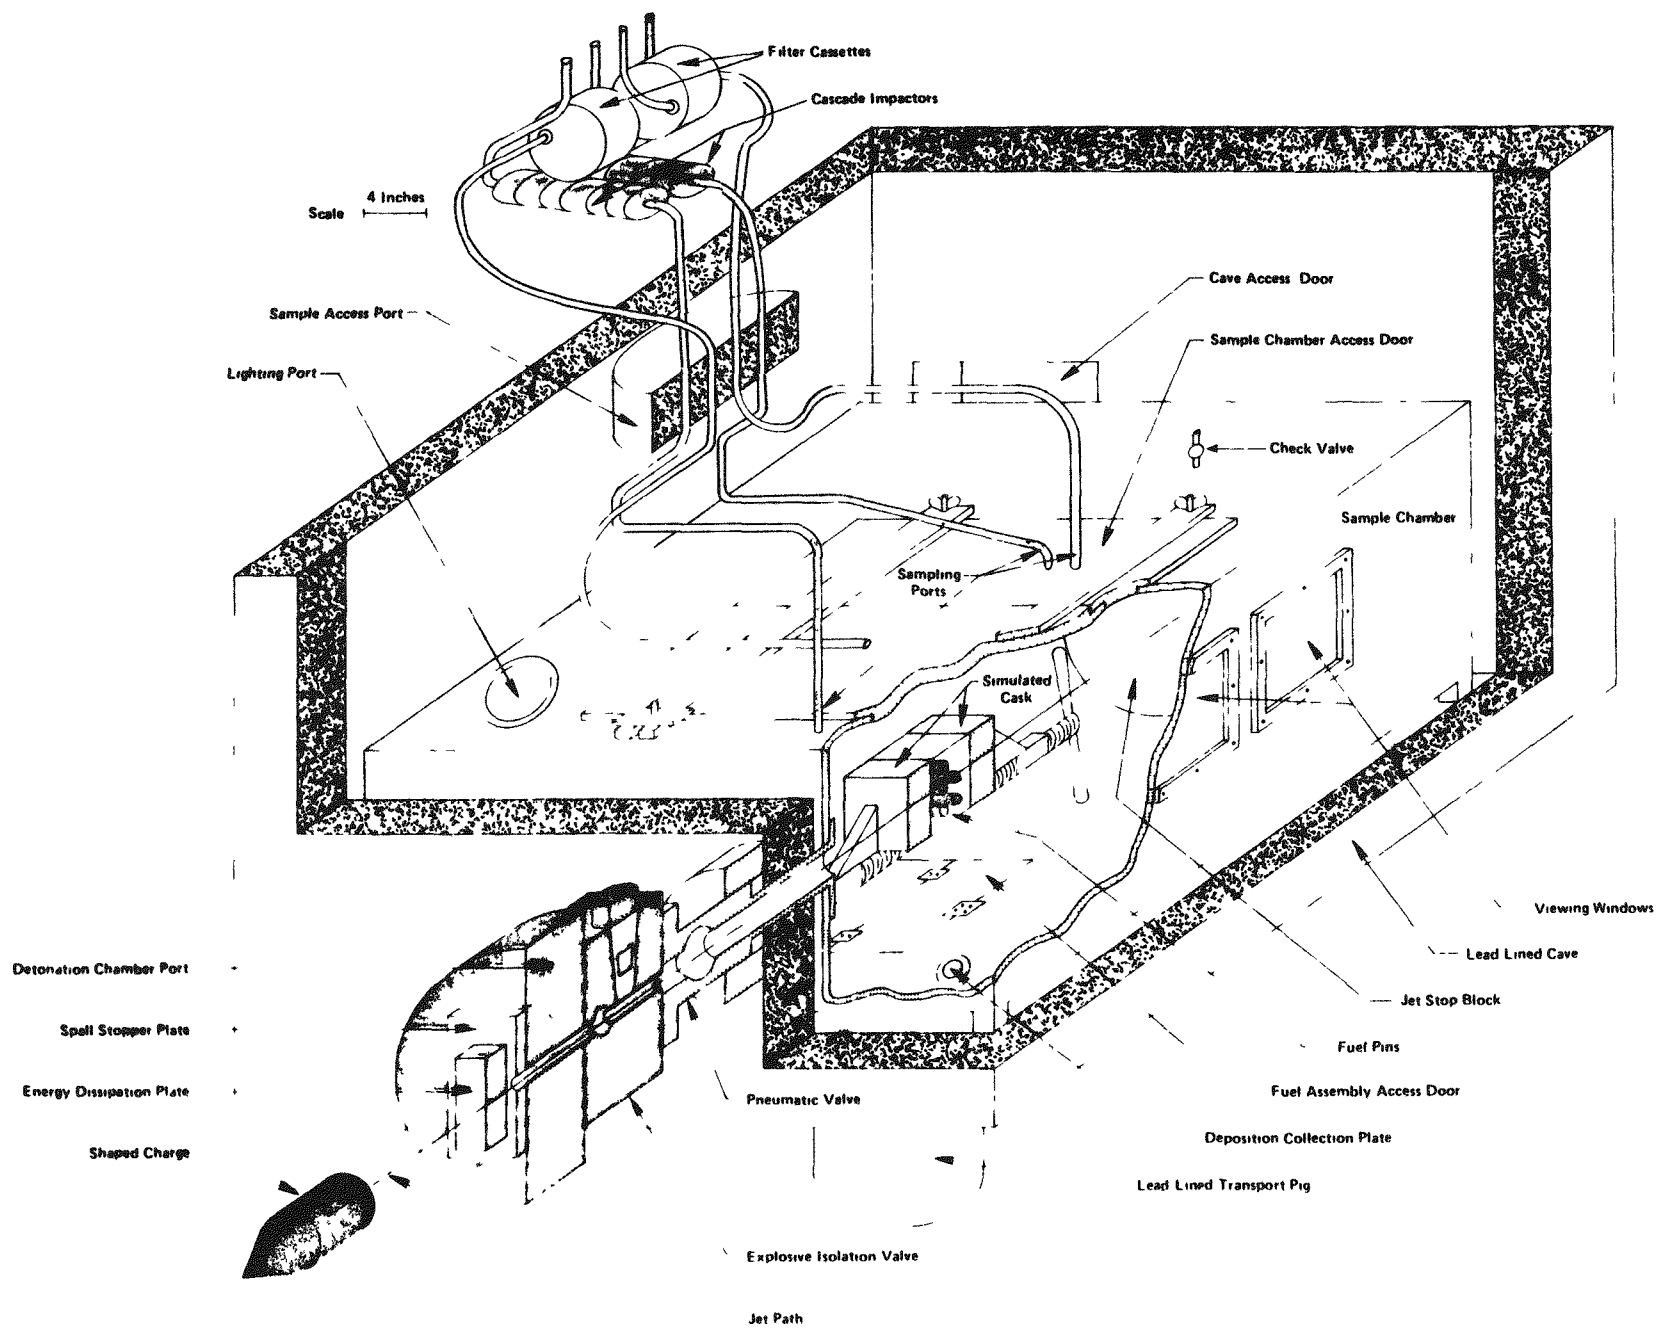 Filter Cassettes
Cascade Impactors
4 Inches
Scale
Cave Access Door
Sample Access Port
Sample Chamber Access Door
Lighting Port
Check Valve
Sample Chamber
Sampling
Ports
Simulated
Cask
Viewing Windows
Lead Lined Cave
Detonation Chamber Port
Jet Stop Block
Spall Stopper Plate
Fuel Pins
Energy Dissipation Plate
Fuel Assembly Access Door
Pneumatic Valve
Deposition Collection Plate
Shaped Charge
Lead Lined Transport Pig
Explosive Isolation Valve
Jet Path